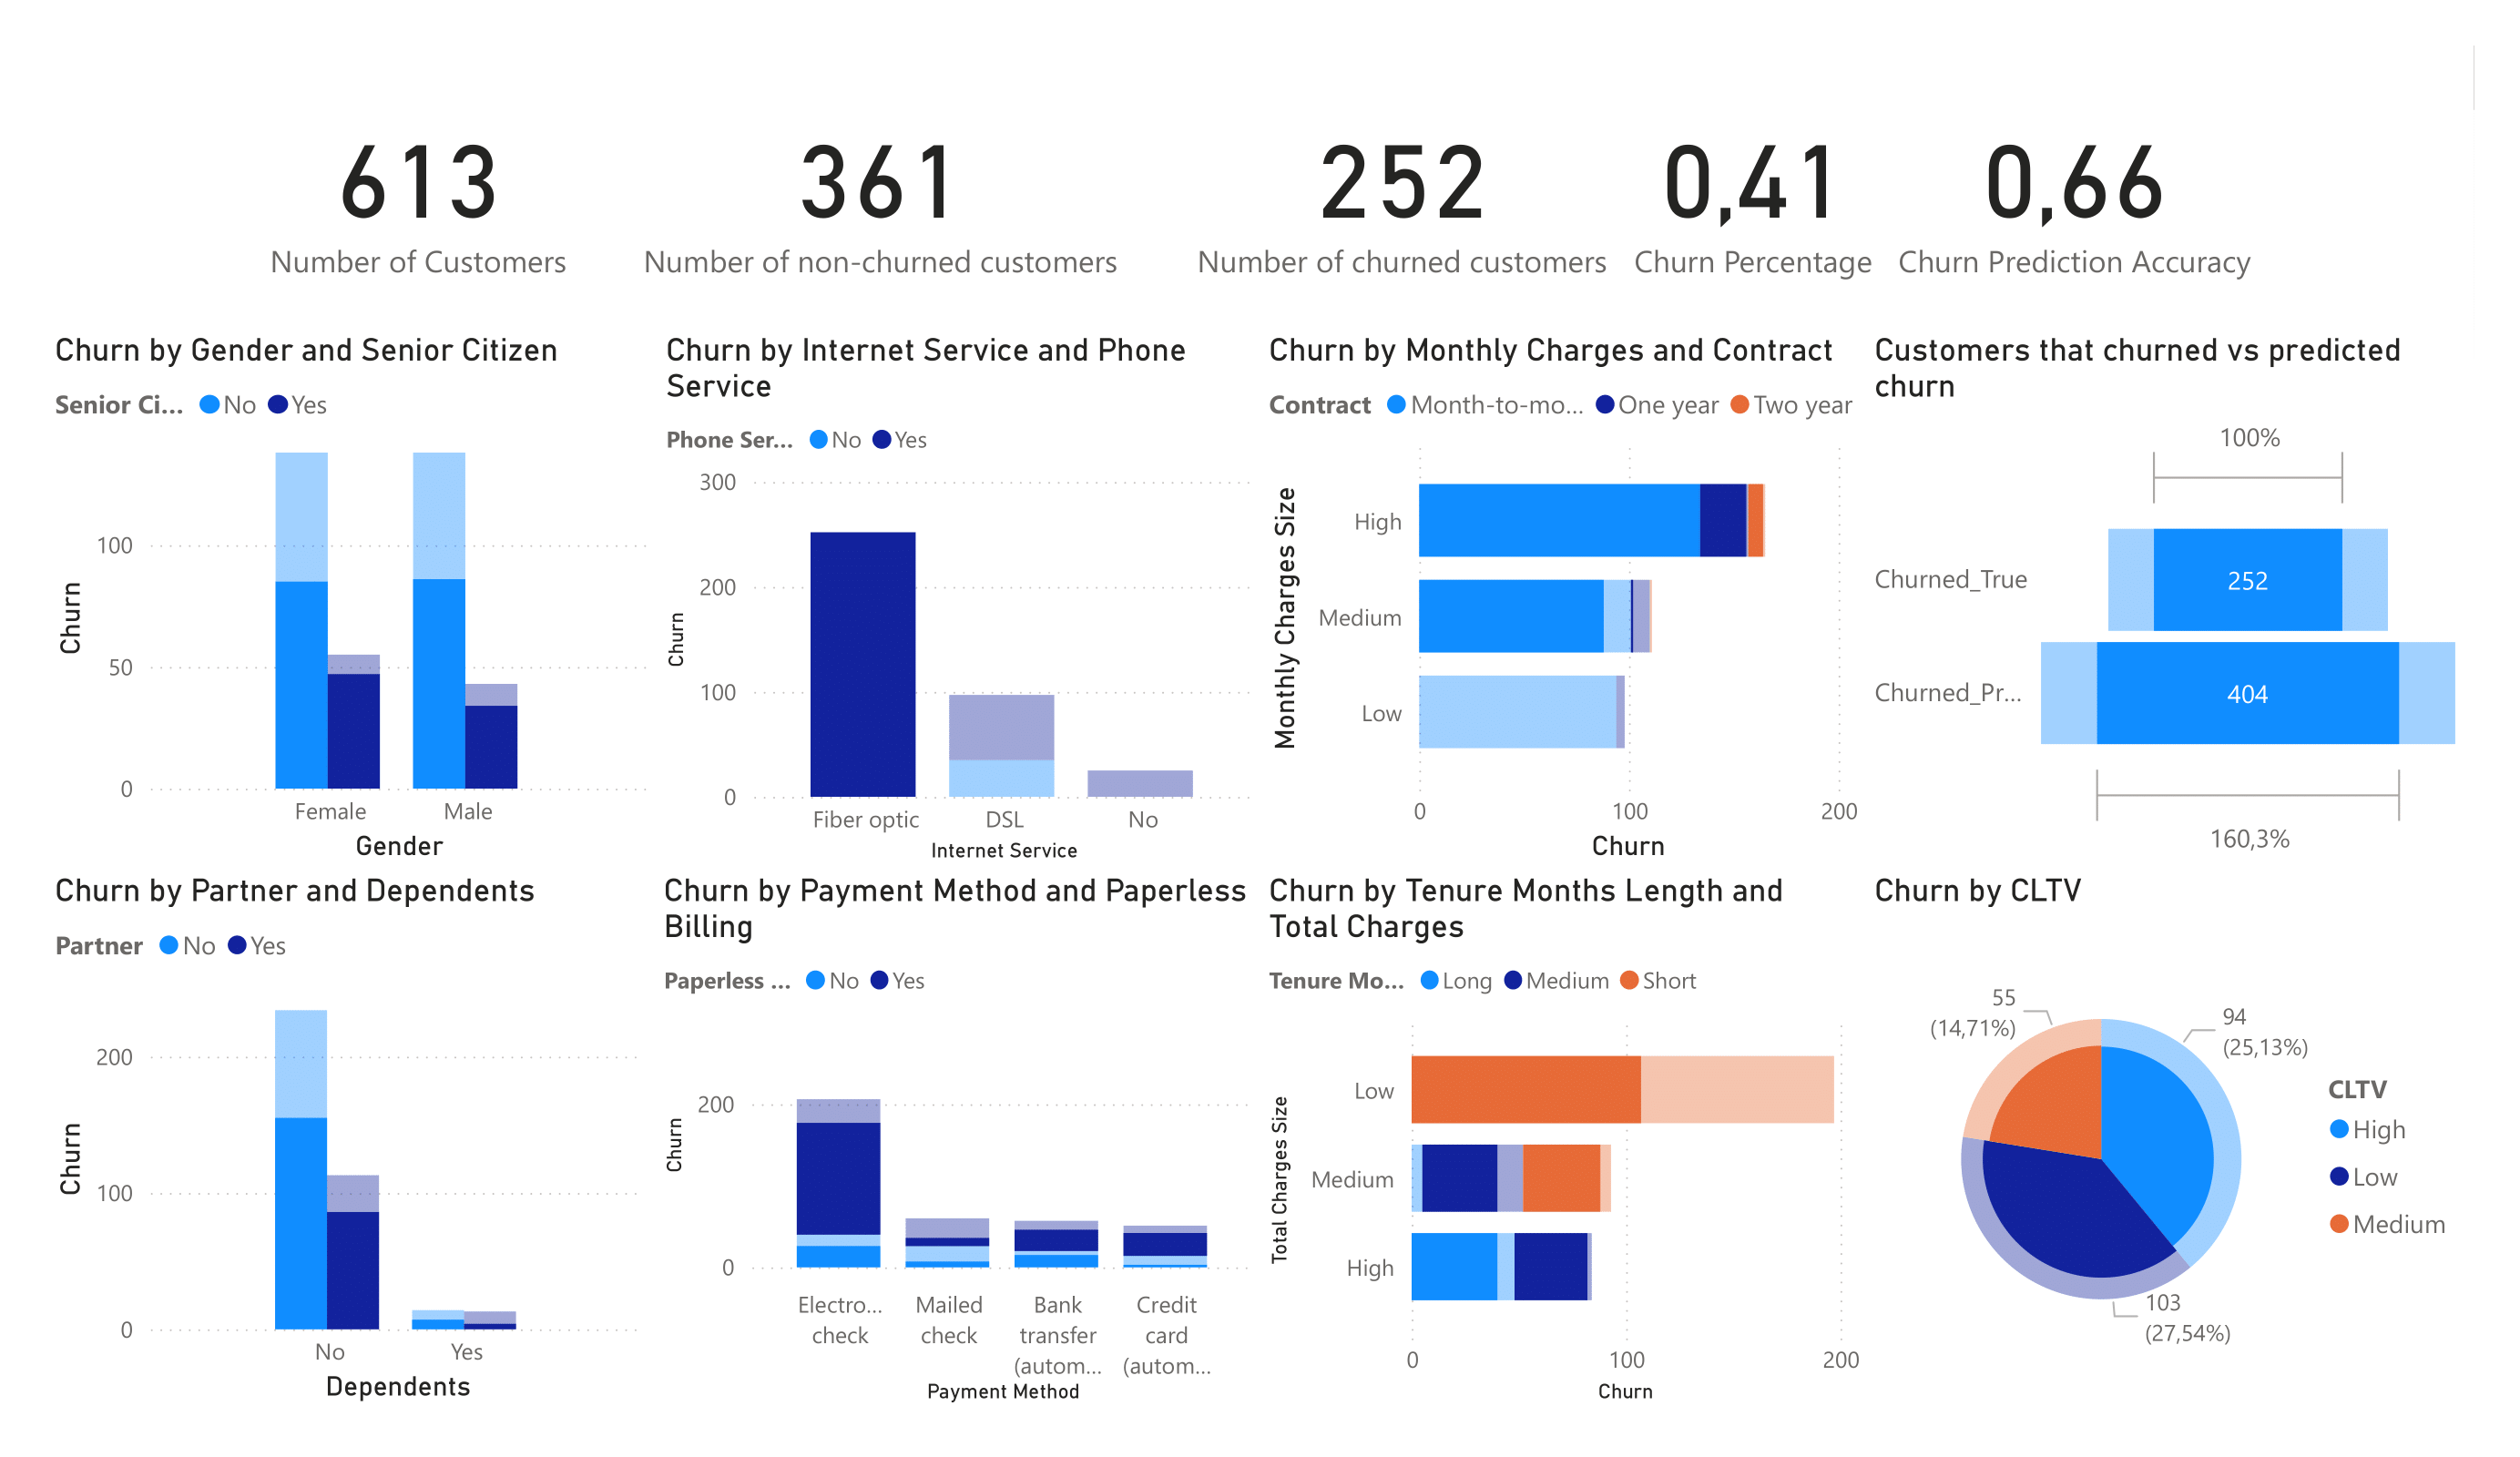 613
Number of Customers
361
Number of non-churned customers
252
Number of churned customers
0,41
Churn Percentage
0,66
Churn Prediction Accuracy
Churn by Gender and Senior Citizen
Senior Ci... No Yes
Churn
100
50
0
Female Male
Gender
Churn by Internet Service and Phone
Service
Phone Ser... No Yes
Churn
300
200
100
0
Fiber optic DSL No
Internet Service
Churn by Monthly Charges and Contract
Contract Month-to-mo... One year Two year
Monthly Charges Size
High
Medium
Low
0 100 200
Churn
Customers that churned vs predicted
churn
100%
Churned_True 252
Churned_Pr... 404
160,3%
Churn by Partner and Dependents
Partner No Yes
Churn
200
100
0
No Yes
Dependents
Churn by Payment Method and Paperless
Billing
Paperless ... No Yes
Churn
200
0
Electro...
check
Mailed
check
Bank
transfer
(autom...
Credit
card
(autom...
Payment Method
Churn by Tenure Months Length and
Total Charges
Tenure Mo... Long Medium Short
Total Charges Size
Low
Medium
High
0 100 200
Churn
Churn by CLTV
55
(14,71%)
94
(25,13%)
103
(27,54%)
CLTV
High
Low
Medium